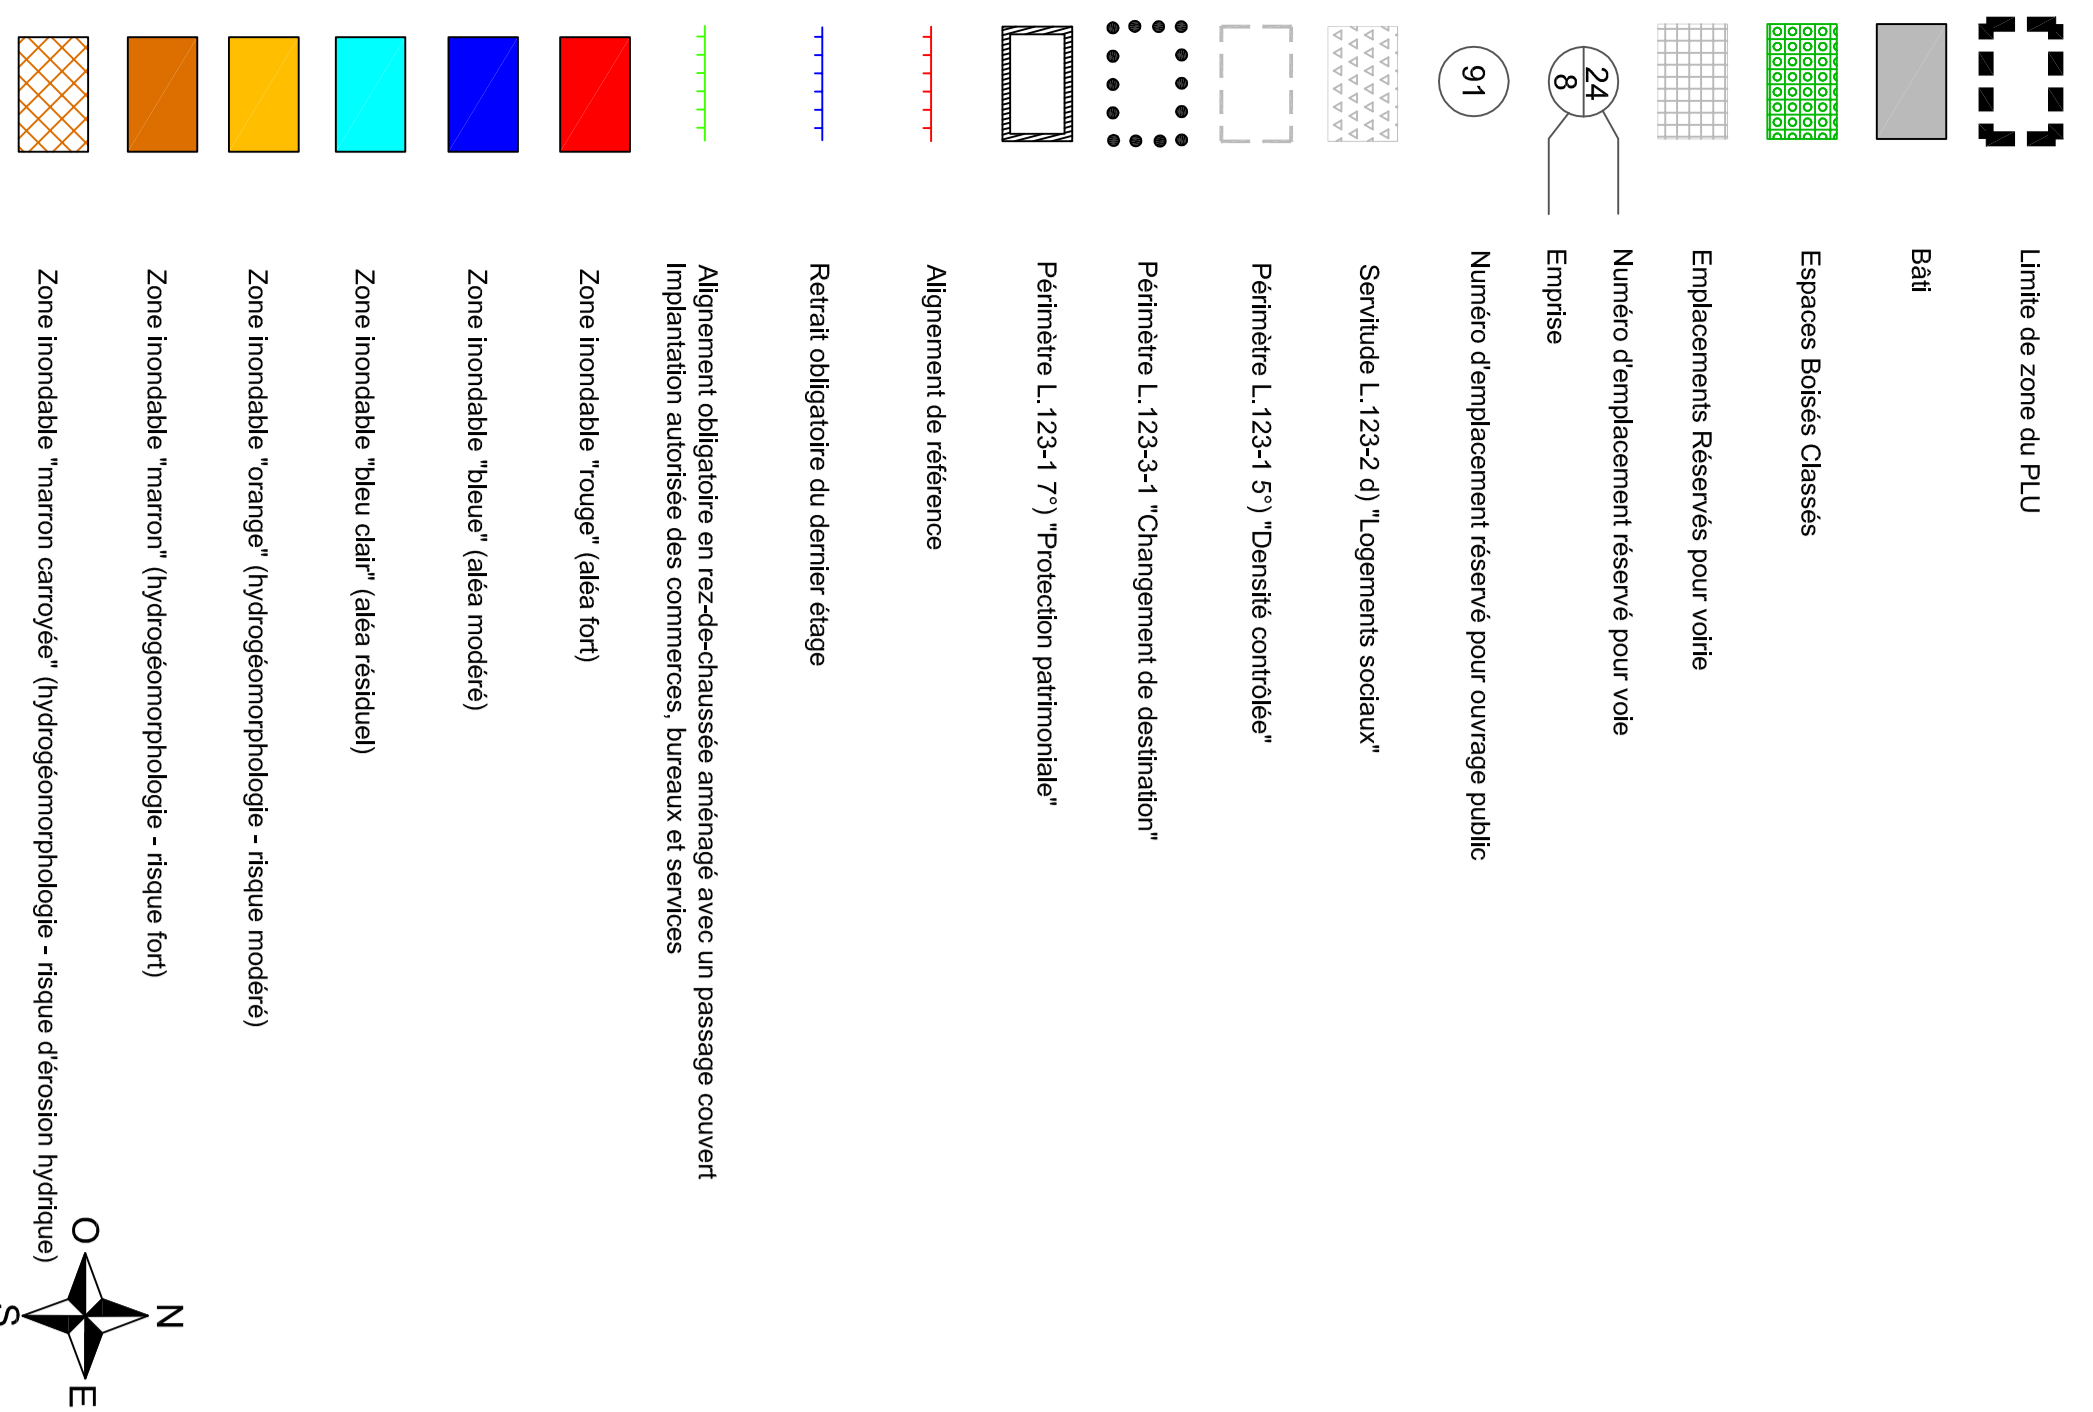 Limite de zone du PLU
Bâti
Espaces Boisés Classés
Emplacements Réservés pour voirie
24
8
Numéro d'emplacement réservé pour voie
Emprise
91
Numéro d'emplacement réservé pour ouvrage public
Servitude L.123-2 d) "Logements sociaux"
Périmètre L.123-1 5°) "Densité contrôlée"
Périmètre L.123-3-1 "Changement de destination"
Périmètre L.123-1 7°) "Protection patrimoniale"
Alignement de référence
Retrait obligatoire du dernier étage
Alignement obligatoire en rez-de-chaussée aménagé avec un passage couvert
Implantation autorisée des commerces, bureaux et services
Zone inondable "rouge" (aléa fort)
Zone inondable "bleue" (aléa modéré)
Zone inondable "bleu clair" (aléa résiduel)
Zone inondable "orange" (hydrogéomorphologie - risque modéré)
Zone inondable "marron" (hydrogéomorphologie - risque fort)
Zone inondable "marron carroyée" (hydrogéomorphologie - risque d'érosion hydrique)
N
O
E
S